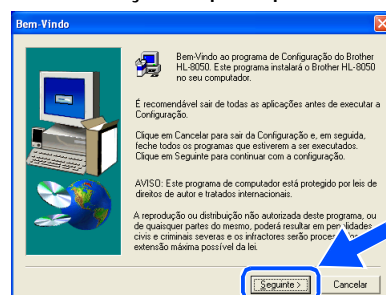 Bem-Vindo
Bem-Vindo ao programa de Configuração do Brother
HL-8050. Este programa instalará o Brother HL-8050
no seu computador.
É recomendável sair de todas as aplicações antes de executar a
Configuração.
Clique em Cancelar para sair da Configuração e, em seguida,
feche todos os programas que estiverem a ser executados.
Clique em Seguinte para continuar com a configuração.
AVISO: Este programa de computador está protegido por leis de
direitos de autor e tratados internacionais.
A reprodução ou distribuição não autorizada deste programa, ou
de quaisquer partes do mesmo, poderá resultar em penalidades
civis e criminais severas e os infractores serão
extensão máxima possível da lei.
Seguinte >
Cancelar